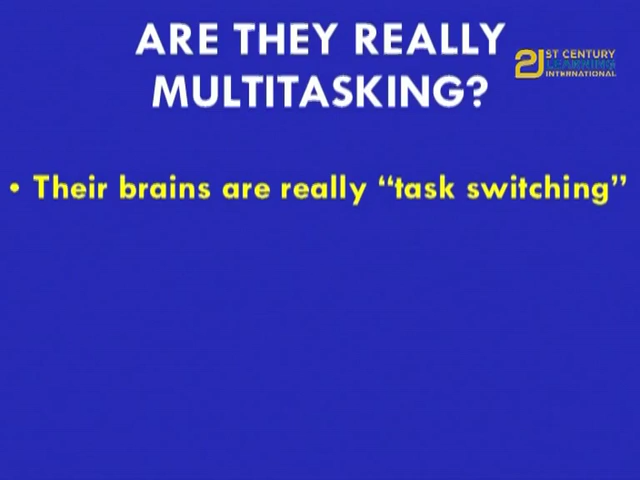 ARE THEY REALLY
MULTITASKING?
21ST CENTURY
LEARNING
INTERNATIONAL
• Their brains are really “task switching”